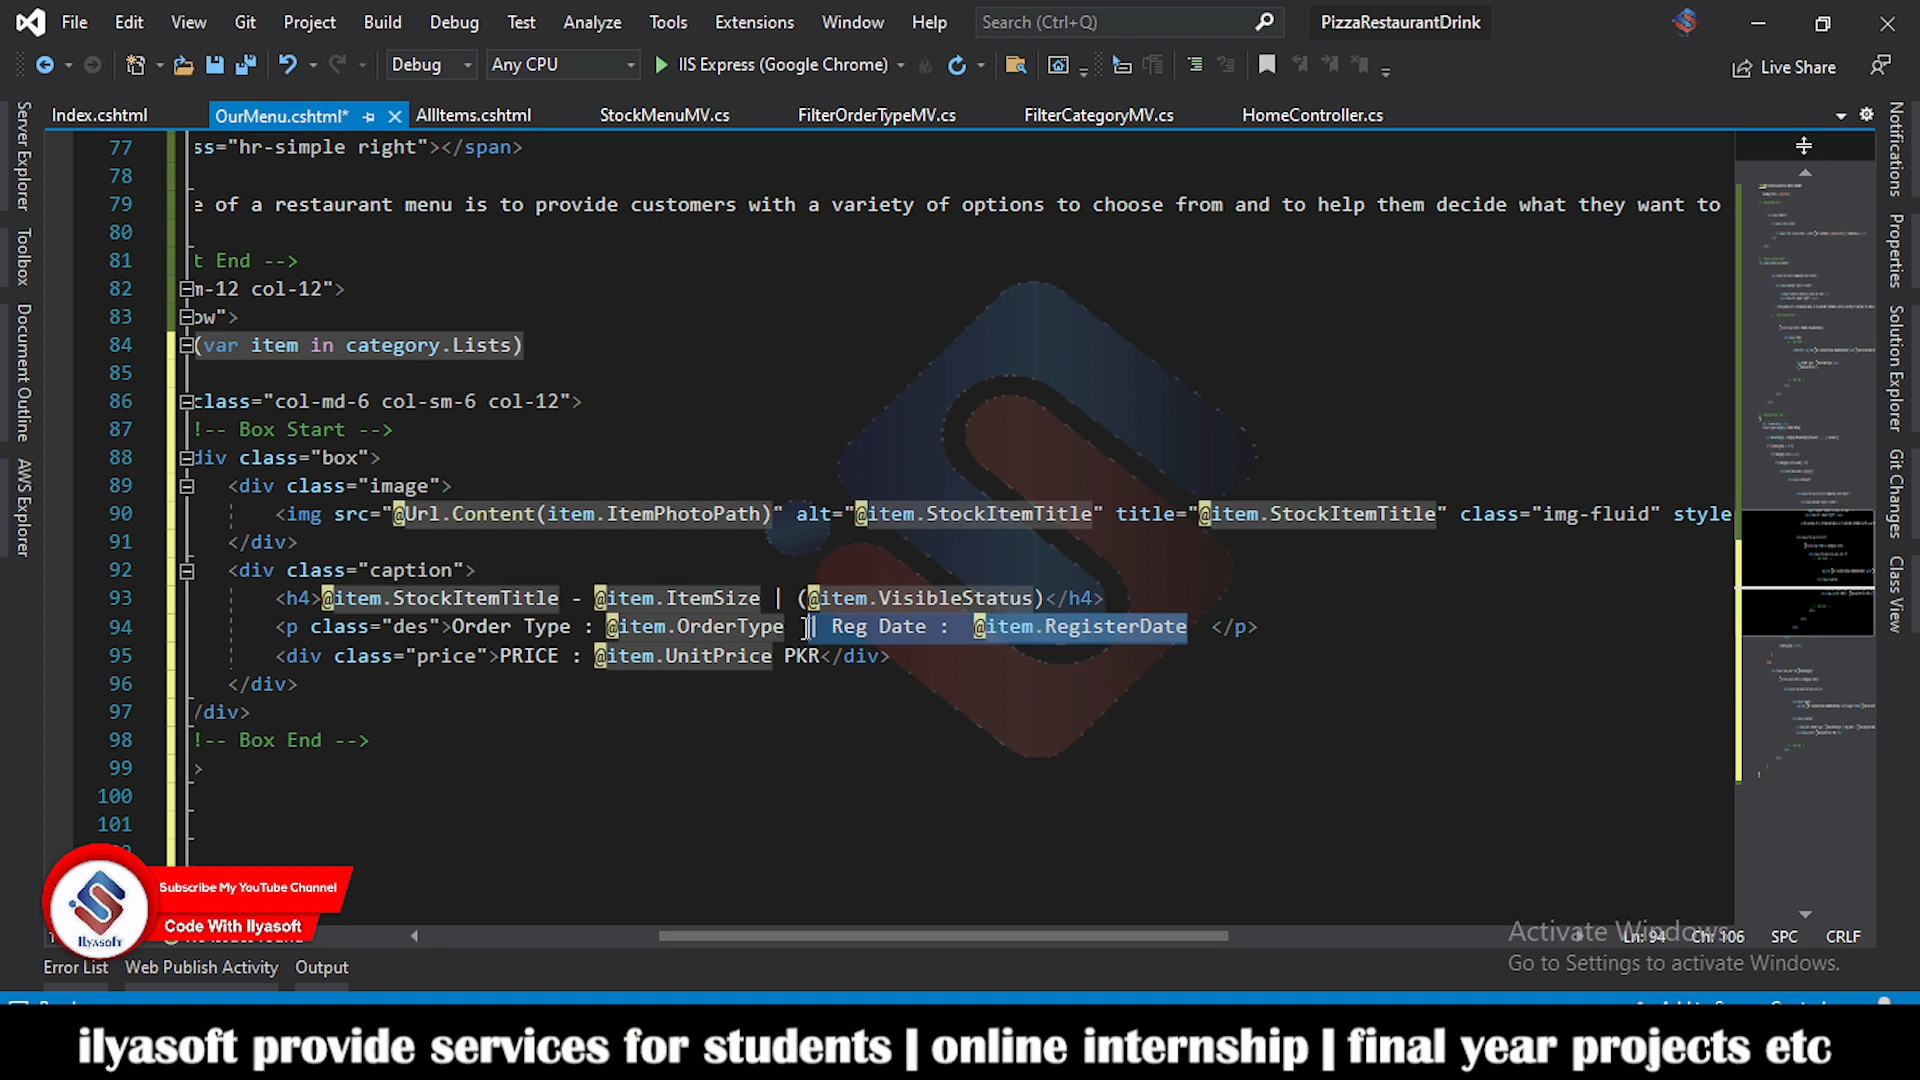 File Edit View Git Project Build Debug Test Analyze Tools Extensions Window Help Search (Ctrl+Q) PizzaRestaurantDrink
Debug Any CPU IIS Express (Google Chrome) Live Share
Index.cshtml OurMenu.cshtml* AllItems.cshtml StockMenuMV.cs FilterOrderTypeMV.cs FilterCategoryMV.cs HomeController.cs
Server Explorer
Toolbox
Document Outline
AWS Explorer
77 ss="hr-simple right"></span>
78
79 e of a restaurant menu is to provide customers with a variety of options to choose from and to help them decide what they want to
80
81 t End -->
82 m-12 col-12">
83 ow">
84 (var item in category.Lists)
85
86 class="col-md-6 col-sm-6 col-12">
87 !-- Box Start -->
88 div class="box">
89 <div class="image">
90 <img src="@Url.Content(item.ItemPhotoPath)" alt="@item.StockItemTitle" title="@item.StockItemTitle" class="img-fluid" style
91 </div>
92 <div class="caption">
93 <h4>@item.StockItemTitle - @item.ItemSize | (@item.VisibleStatus)</h4>
94 <p class="des">Order Type : @item.OrderType | Reg Date : @item.RegisterDate </p>
95 <div class="price">PRICE : @item.UnitPrice PKR</div>
96 </div>
97 /div>
98 !-- Box End -->
99 >
100
101
Notifications
Properties
Solution Explorer
Git Changes
Class View
Subscribe My YouTube Channel
Code With Ilyasoft
Ilyasoft
Ln: 94 Ch: 106 SPC CRLF
Activate Windows
Go to Settings to activate Windows.
Error List Web Publish Activity Output
ilyasoft provide services for students | online internship | final year projects etc